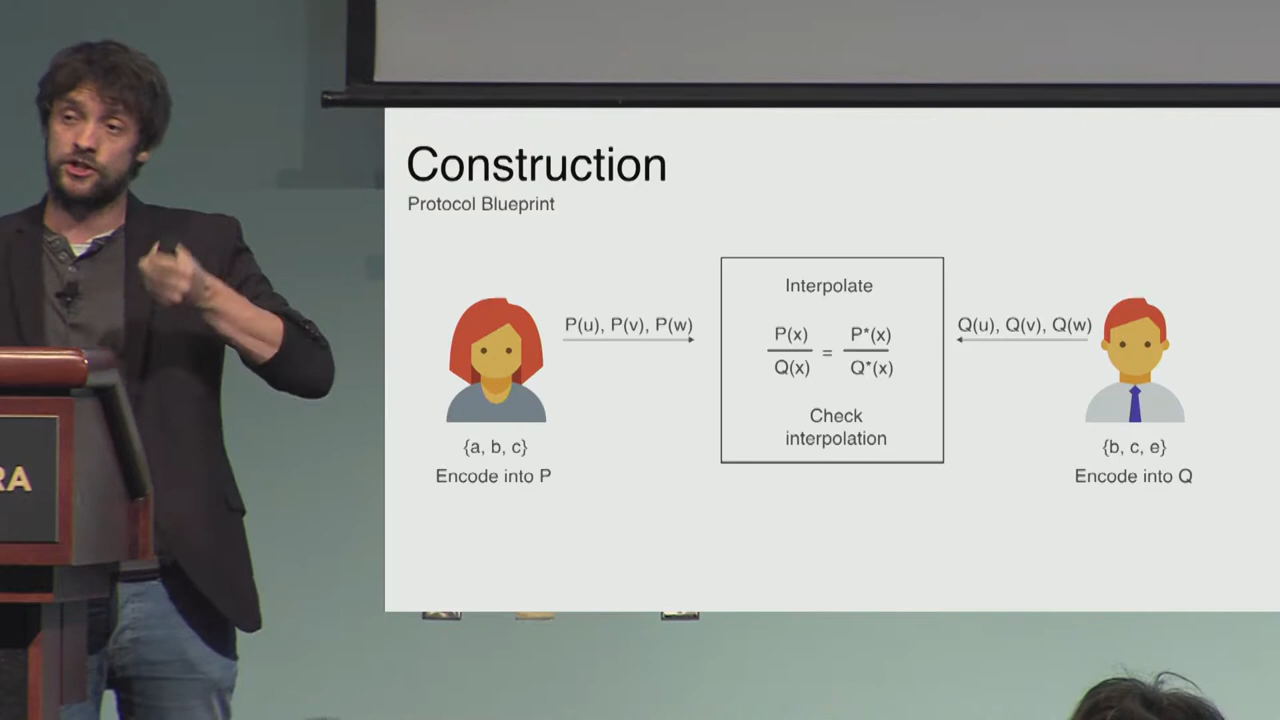 Construction
Protocol Blueprint
P(u), P(v), P(w)
Interpolate
P(x)
Q(x)
=
P*(x)
Q*(x)
Check
interpolation
Q(u), Q(v), Q(w)
{a, b, c}
Encode into P
{b, c, e}
Encode into Q
RA